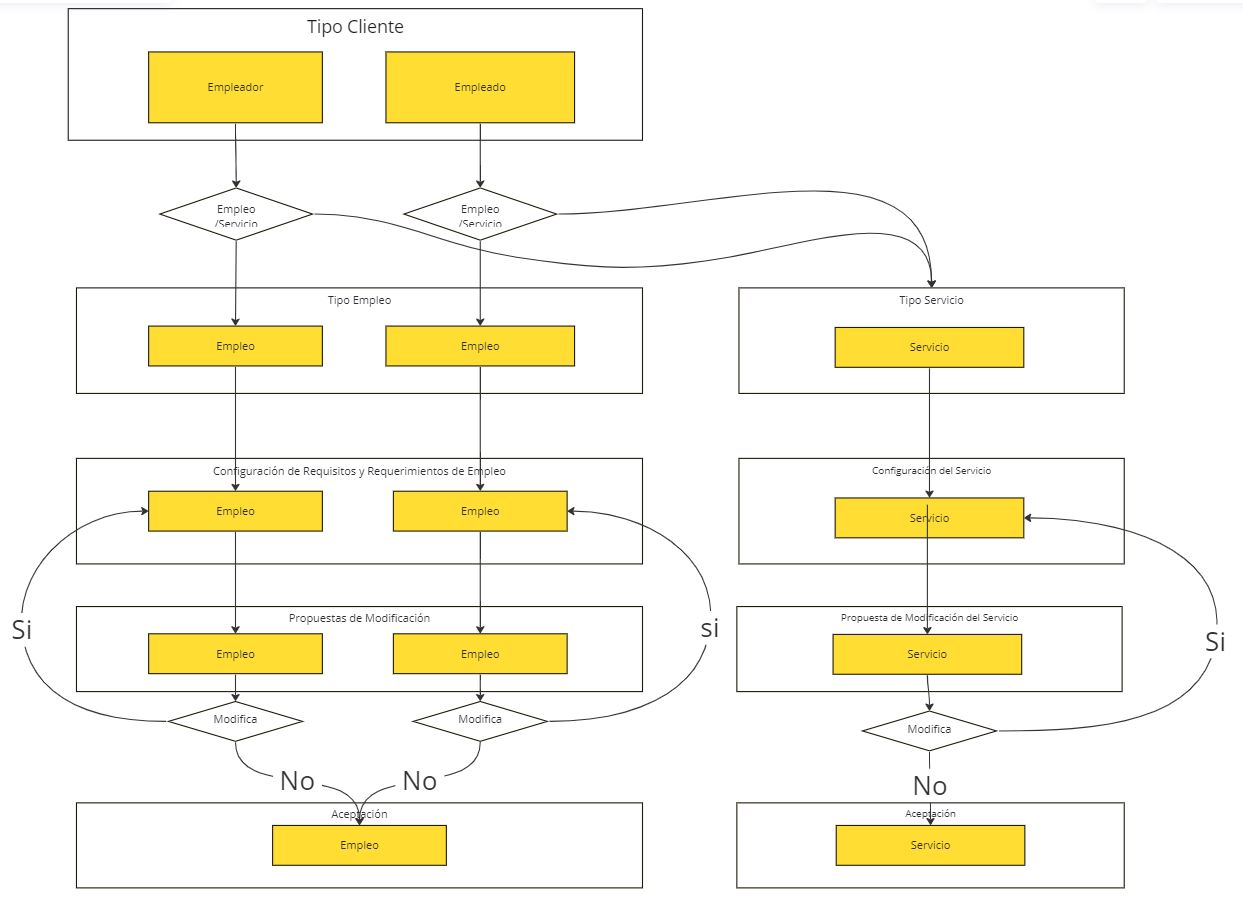 Tipo Cliente
Empleador
Empleado
Empleo
/Servicio
Empleo
/Servicio
Tipo Empleo
Tipo Servicio
Empleo
Empleo
Servicio
Configuración de Requisitos y Requerimientos de Empleo
Configuración del Servicio
Empleo
Empleo
Servicio
Propuestas de Modificación
Propuesta de Modificación del Servicio
Si
si
Si
Empleo
Empleo
Servicio
Modifica
Modifica
Modifica
No
No
No
Aceptación
Aceptación
Empleo
Servicio